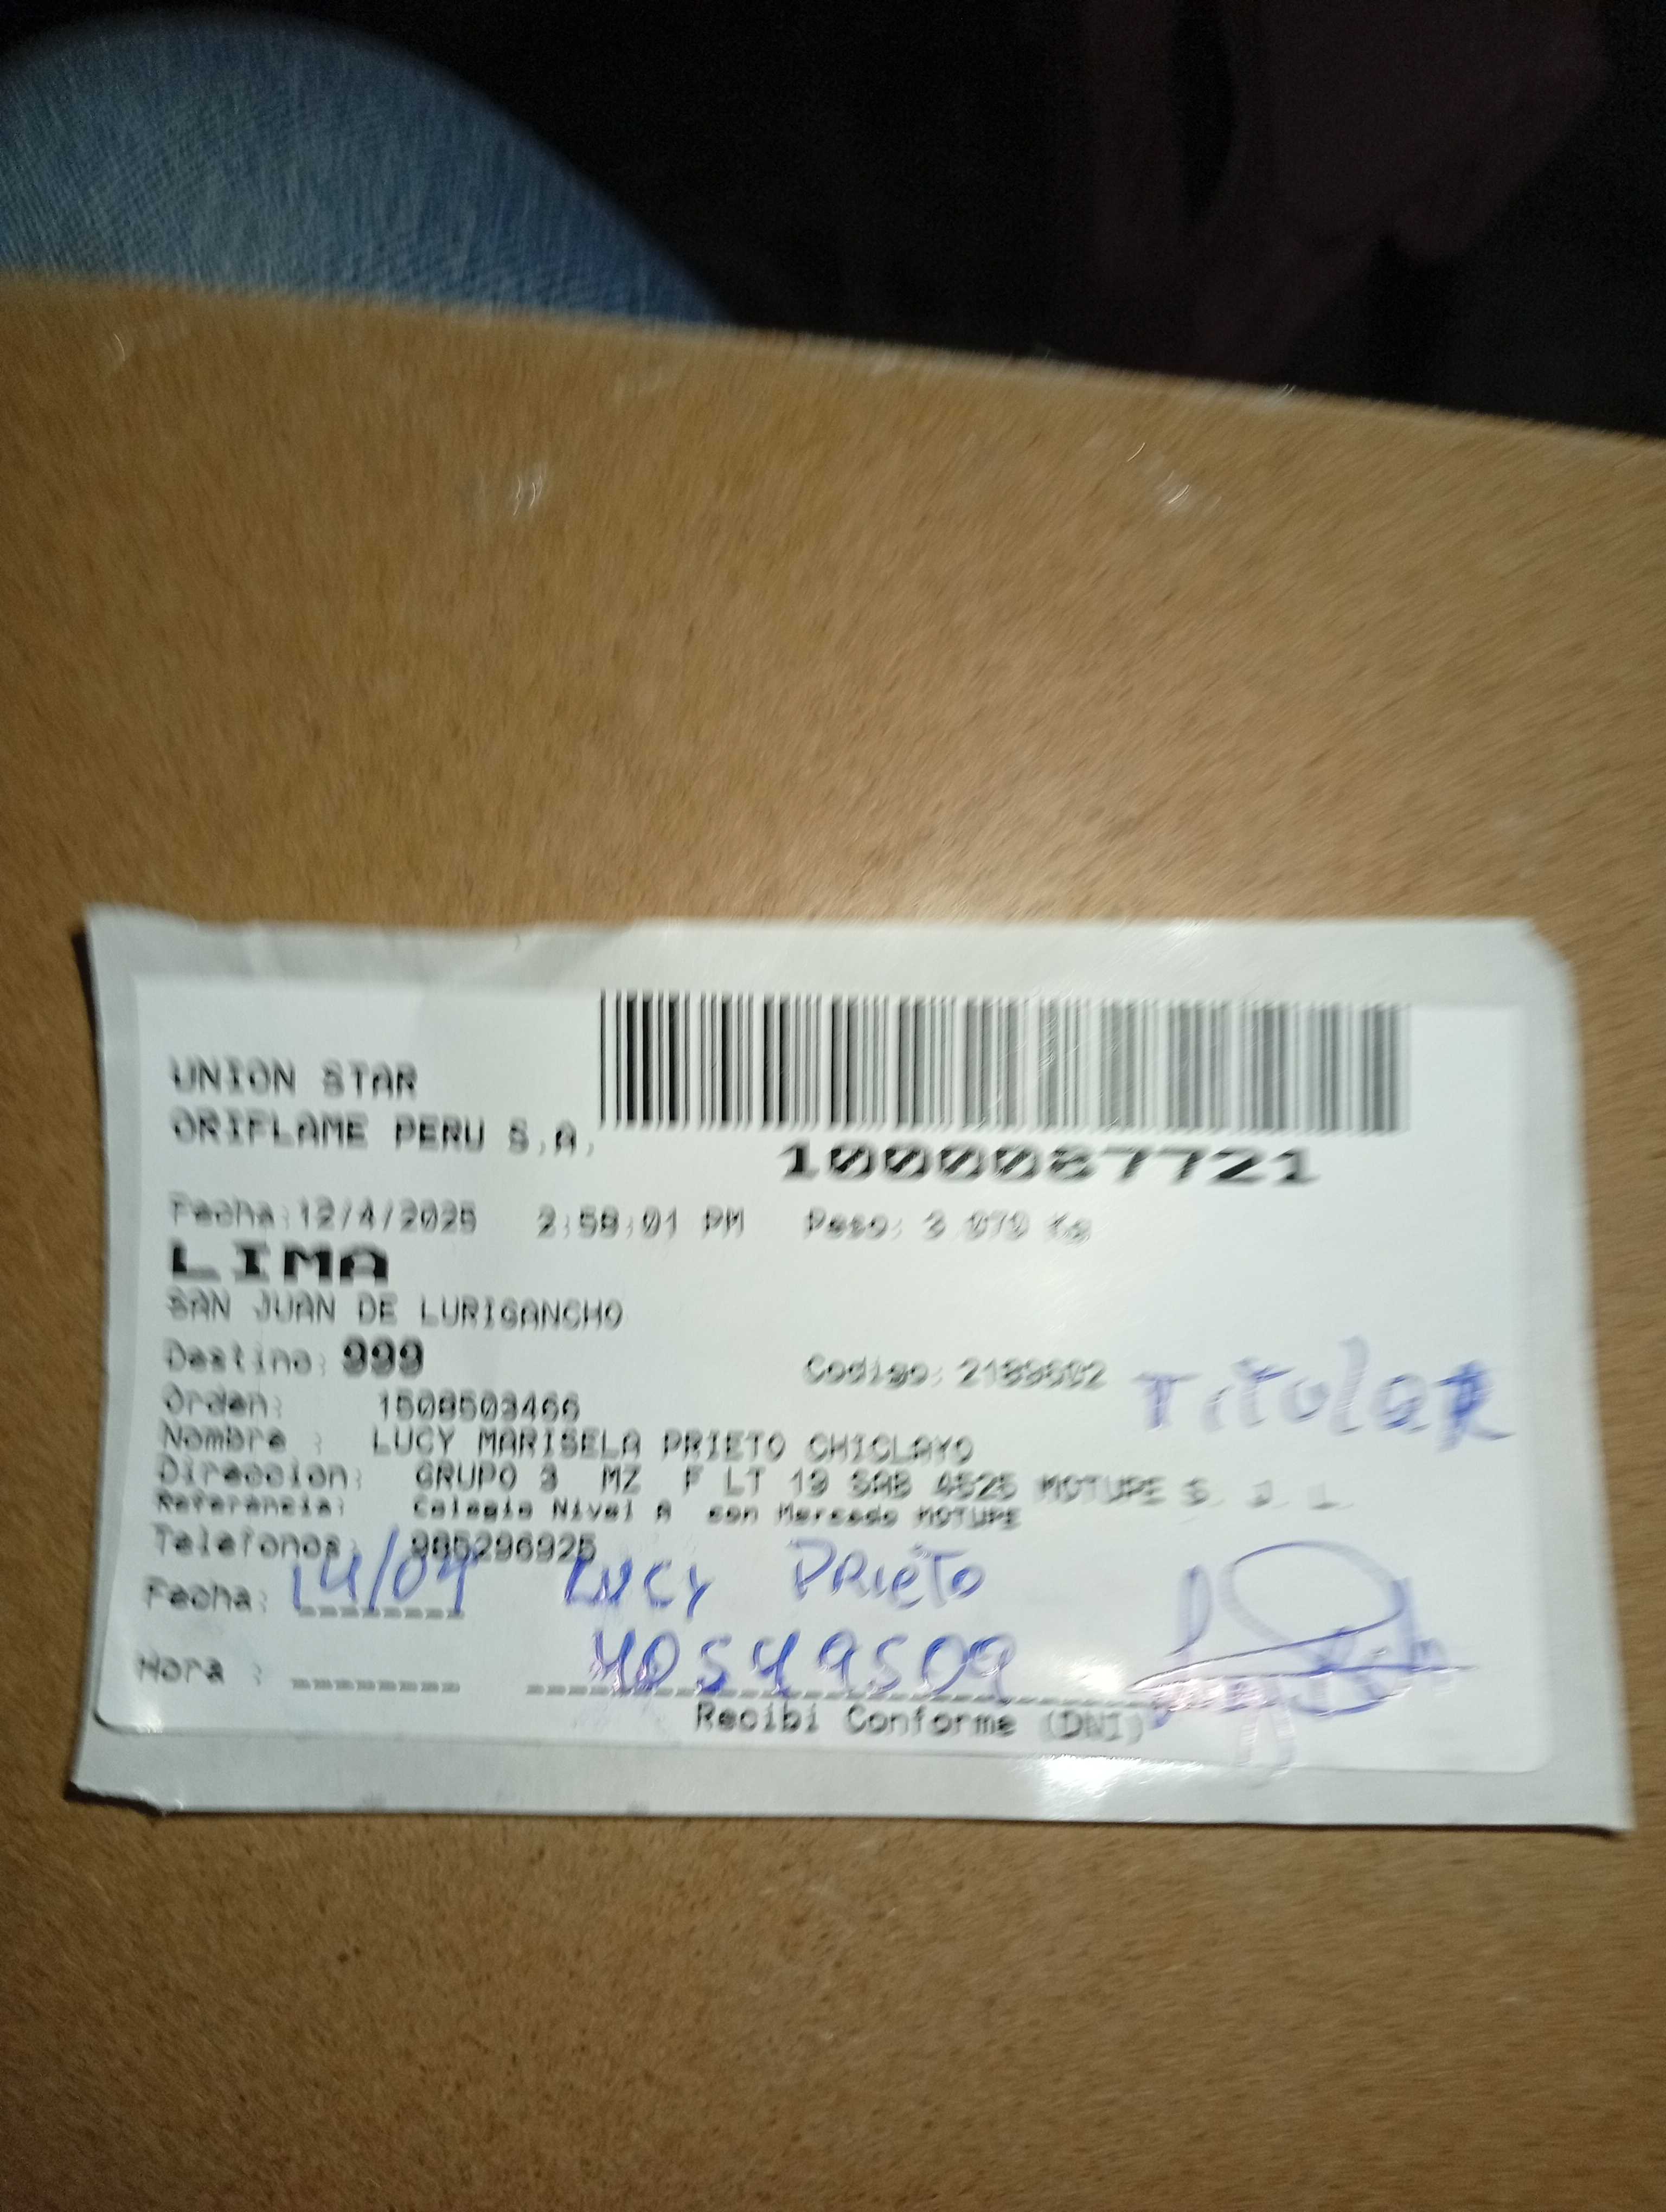 UNION STAR
ORIFLAME PERU S.A.
1000087721
Fecha:12/4/2025 2:58:01 PM Peso: 3.070 Kg
LIMA
SAN JUAN DE LURIGANCHO
Destino: 999 Codigo: 2189602 TITULAR
Orden: 1508503466
Nombre : LUCY MARISELA PRIETO CHICLAYO
Direccion: GRUPO 3 MZ F LT 19 SAB 4525 MOTUPE S. J. L.
Referencia: Colegio Nivel A con Mercado MOTUPE
Telefonos: 985296925
Fecha: 14/04 LUCY PRIETO
Hora : 40549509
Recibi Conforme (DNI)